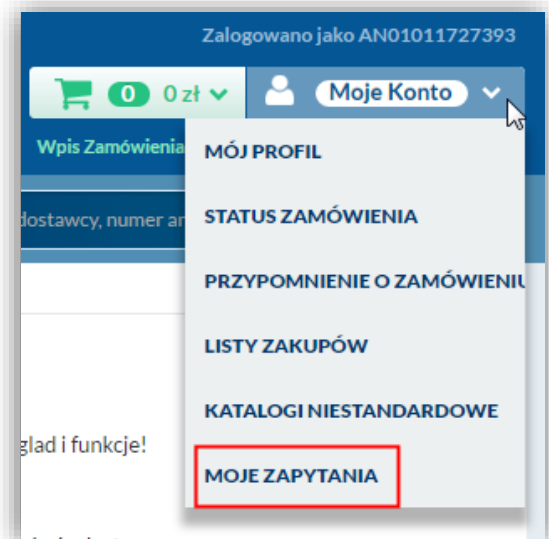 Zalogowano jako AN01011727393
0 0 zł Moje Konto
Wpis Zamówienia
MÓJ PROFIL
dostawcy, numer ar
STATUS ZAMÓWIENIA
PRZYPOMNIENIE O ZAMÓWIENIU
LISTY ZAKUPÓW
KATALOGI NIESTANDARDOWE
gląd i funkcje!
MOJE ZAPYTANIA